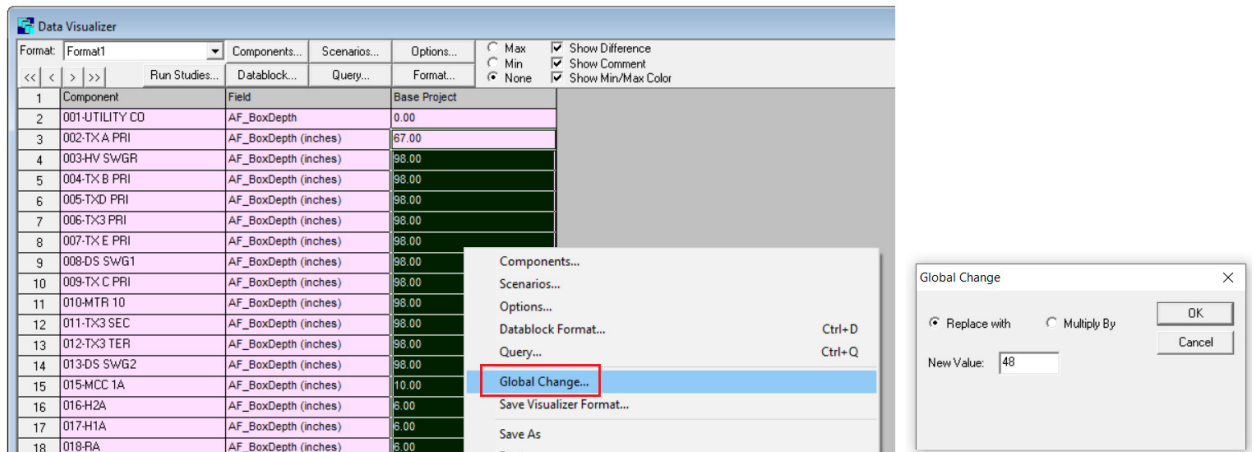 Data Visualizer
Format: Format1 Components... Scenarios... Options... Max Show Difference
Min Show Comment
<< < > >> Run Studies... Datablock... Query... Format... None Show Min/Max Color
1 Component Field Base Project
2 001-UTILITY CO AF_BoxDepth 0.00
3 002-TX A PRI AF_BoxDepth (inches) 67.00
4 003-HV SWGR AF_BoxDepth (inches) 98.00
5 004-TX B PRI AF_BoxDepth (inches) 98.00
6 005-TXD PRI AF_BoxDepth (inches) 98.00
7 006-TX3 PRI AF_BoxDepth (inches) 98.00
8 007-TX E PRI AF_BoxDepth (inches) 98.00
9 008-DS SWG1 AF_BoxDepth (inches) 98.00
10 009-TX C PRI AF_BoxDepth (inches) 98.00
11 010-MTR 10 AF_BoxDepth (inches) 98.00
12 011-TX3 SEC AF_BoxDepth (inches) 98.00
13 012-TX3 TER AF_BoxDepth (inches) 98.00
14 013-DS SWG2 AF_BoxDepth (inches) 98.00
15 015-MCC 1A AF_BoxDepth (inches) 10.00
16 016-H2A AF_BoxDepth (inches) 6.00
17 017-H1A AF_BoxDepth (inches) 6.00
18 018-RA AF_BoxDepth (inches) 6.00
Components...
Scenarios...
Options...
Datablock Format... Ctrl+D
Query... Ctrl+Q
Global Change...
Save Visualizer Format...
Save As
Global Change
Replace with Multiply By OK
Cancel
New Value: 48